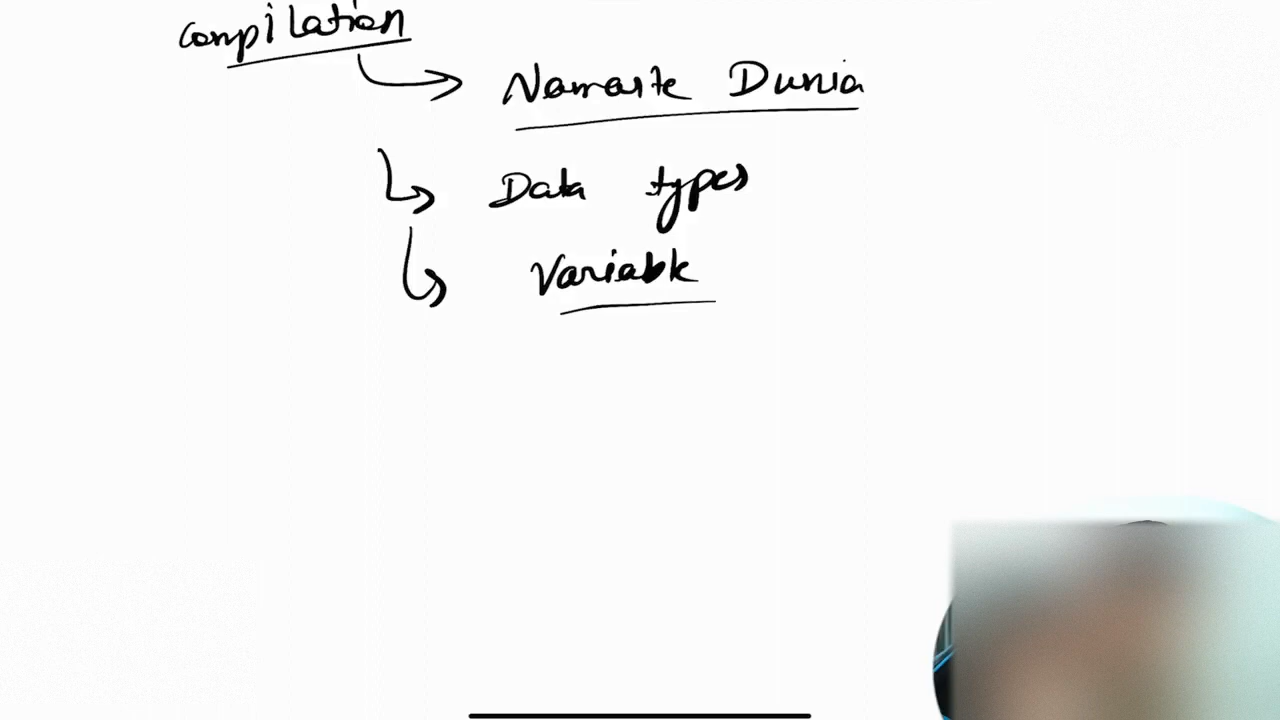 Compilation
Namaste Dunia
Data types
Variable